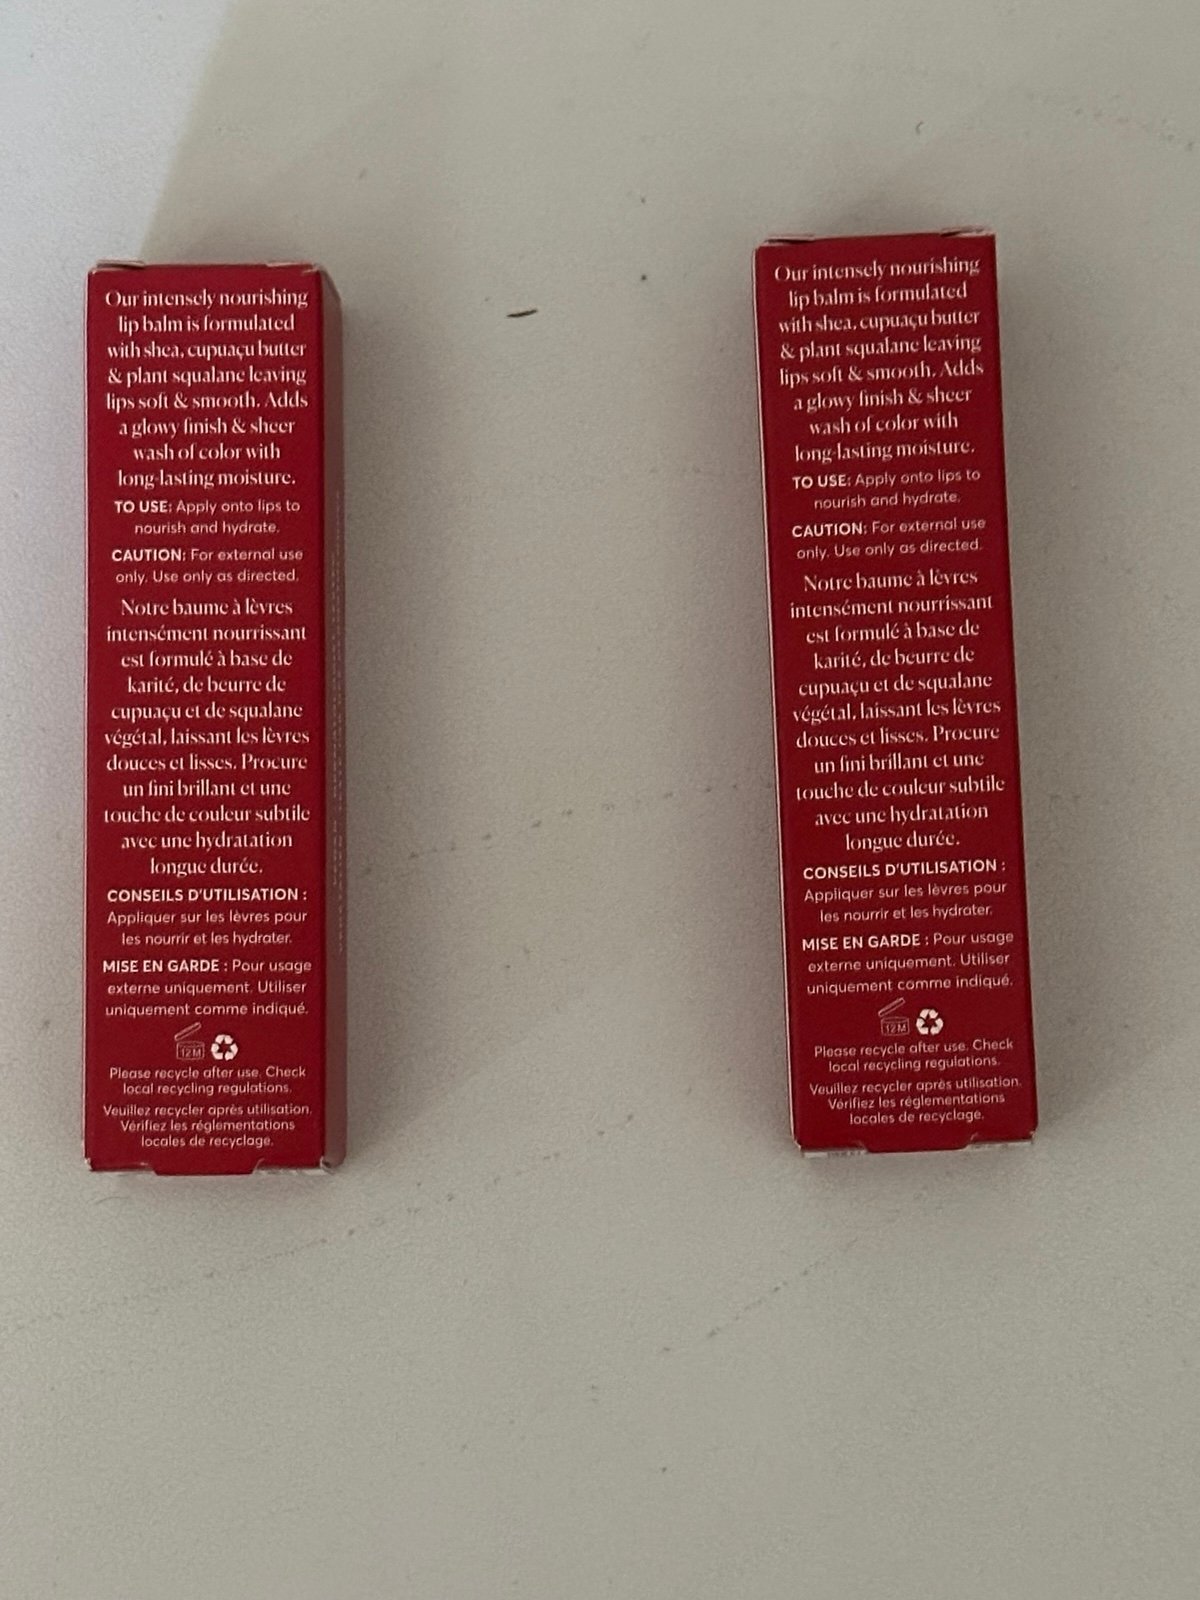 Our intensely nourishing
lip balm is formulated
with shea, cupuaçu butter
& plant squalane leaving
lips soft & smooth. Adds
a glowy finish & sheer
wash of color with
long-lasting moisture.
TO USE: Apply onto lips to
nourish and hydrate.
CAUTION: For external use
only. Use only as directed.
Notre baume à lèvres
intensément nourrissant
est formulé à base de
karité, de beurre de
cupuaçu et de squalane
végétal, laissant les lèvres
douces et lisses. Procure
un fini brillant et une
touche de couleur subtile
avec une hydratation
longue durée.
CONSEILS D'UTILISATION :
Appliquer sur les lèvres pour
les nourrir et les hydrater.
MISE EN GARDE : Pour usage
externe uniquement. Utiliser
uniquement comme indiqué.
12M
Please recycle after use. Check
local recycling regulations.
Veuillez recycler après utilisation.
Vérifiez les réglementations
locales de recyclage.
Our intensely nourishing
lip balm is formulated
with shea, cupuaçu butter
& plant squalane leaving
lips soft & smooth. Adds
a glowy finish & sheer
wash of color with
long-lasting moisture.
TO USE: Apply onto lips to
nourish and hydrate.
CAUTION: For external use
only. Use only as directed.
Notre baume à lèvres
intensément nourrissant
est formulé à base de
karité, de beurre de
cupuaçu et de squalane
végétal, laissant les lèvres
douces et lisses. Procure
un fini brillant et une
touche de couleur subtile
avec une hydratation
longue durée.
CONSEILS D'UTILISATION :
Appliquer sur les lèvres pour
les nourrir et les hydrater.
MISE EN GARDE : Pour usage
externe uniquement. Utiliser
uniquement comme indiqué.
12M
Please recycle after use. Check
local recycling regulations.
Veuillez recycler après utilisation.
Vérifiez les réglementations
locales de recyclage.